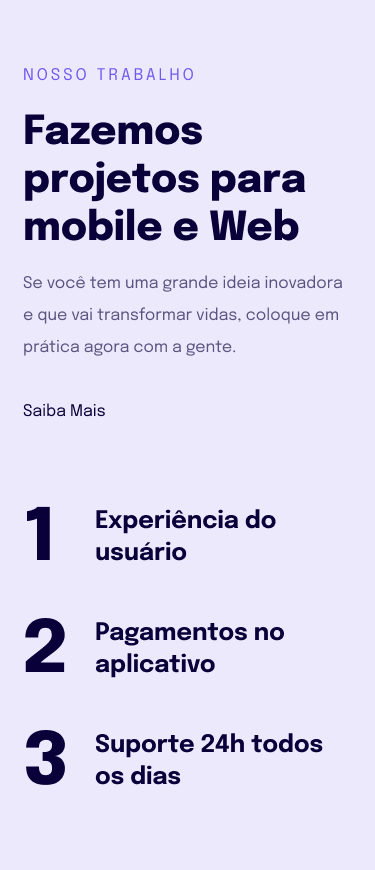 NOSSO TRABALHO
Fazemos
projetos para
mobile e Web
Se você tem uma grande ideia inovadora
e que vai transformar vidas, coloque em
prática agora com a gente.
Saiba Mais
1 Experiência do
usuário
2 Pagamentos no
aplicativo
3 Suporte 24h todos
os dias